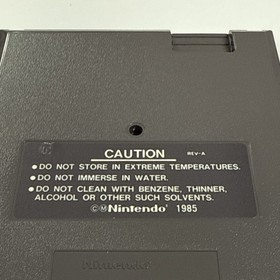 CAUTION REV-A
• DO NOT STORE IN EXTREME TEMPERATURES.
• DO NOT IMMERSE IN WATER.
• DO NOT CLEAN WITH BENZENE, THINNER,
ALCOHOL OR OTHER SUCH SOLVENTS.
©ⓂNintendo® 1985
Nintendo